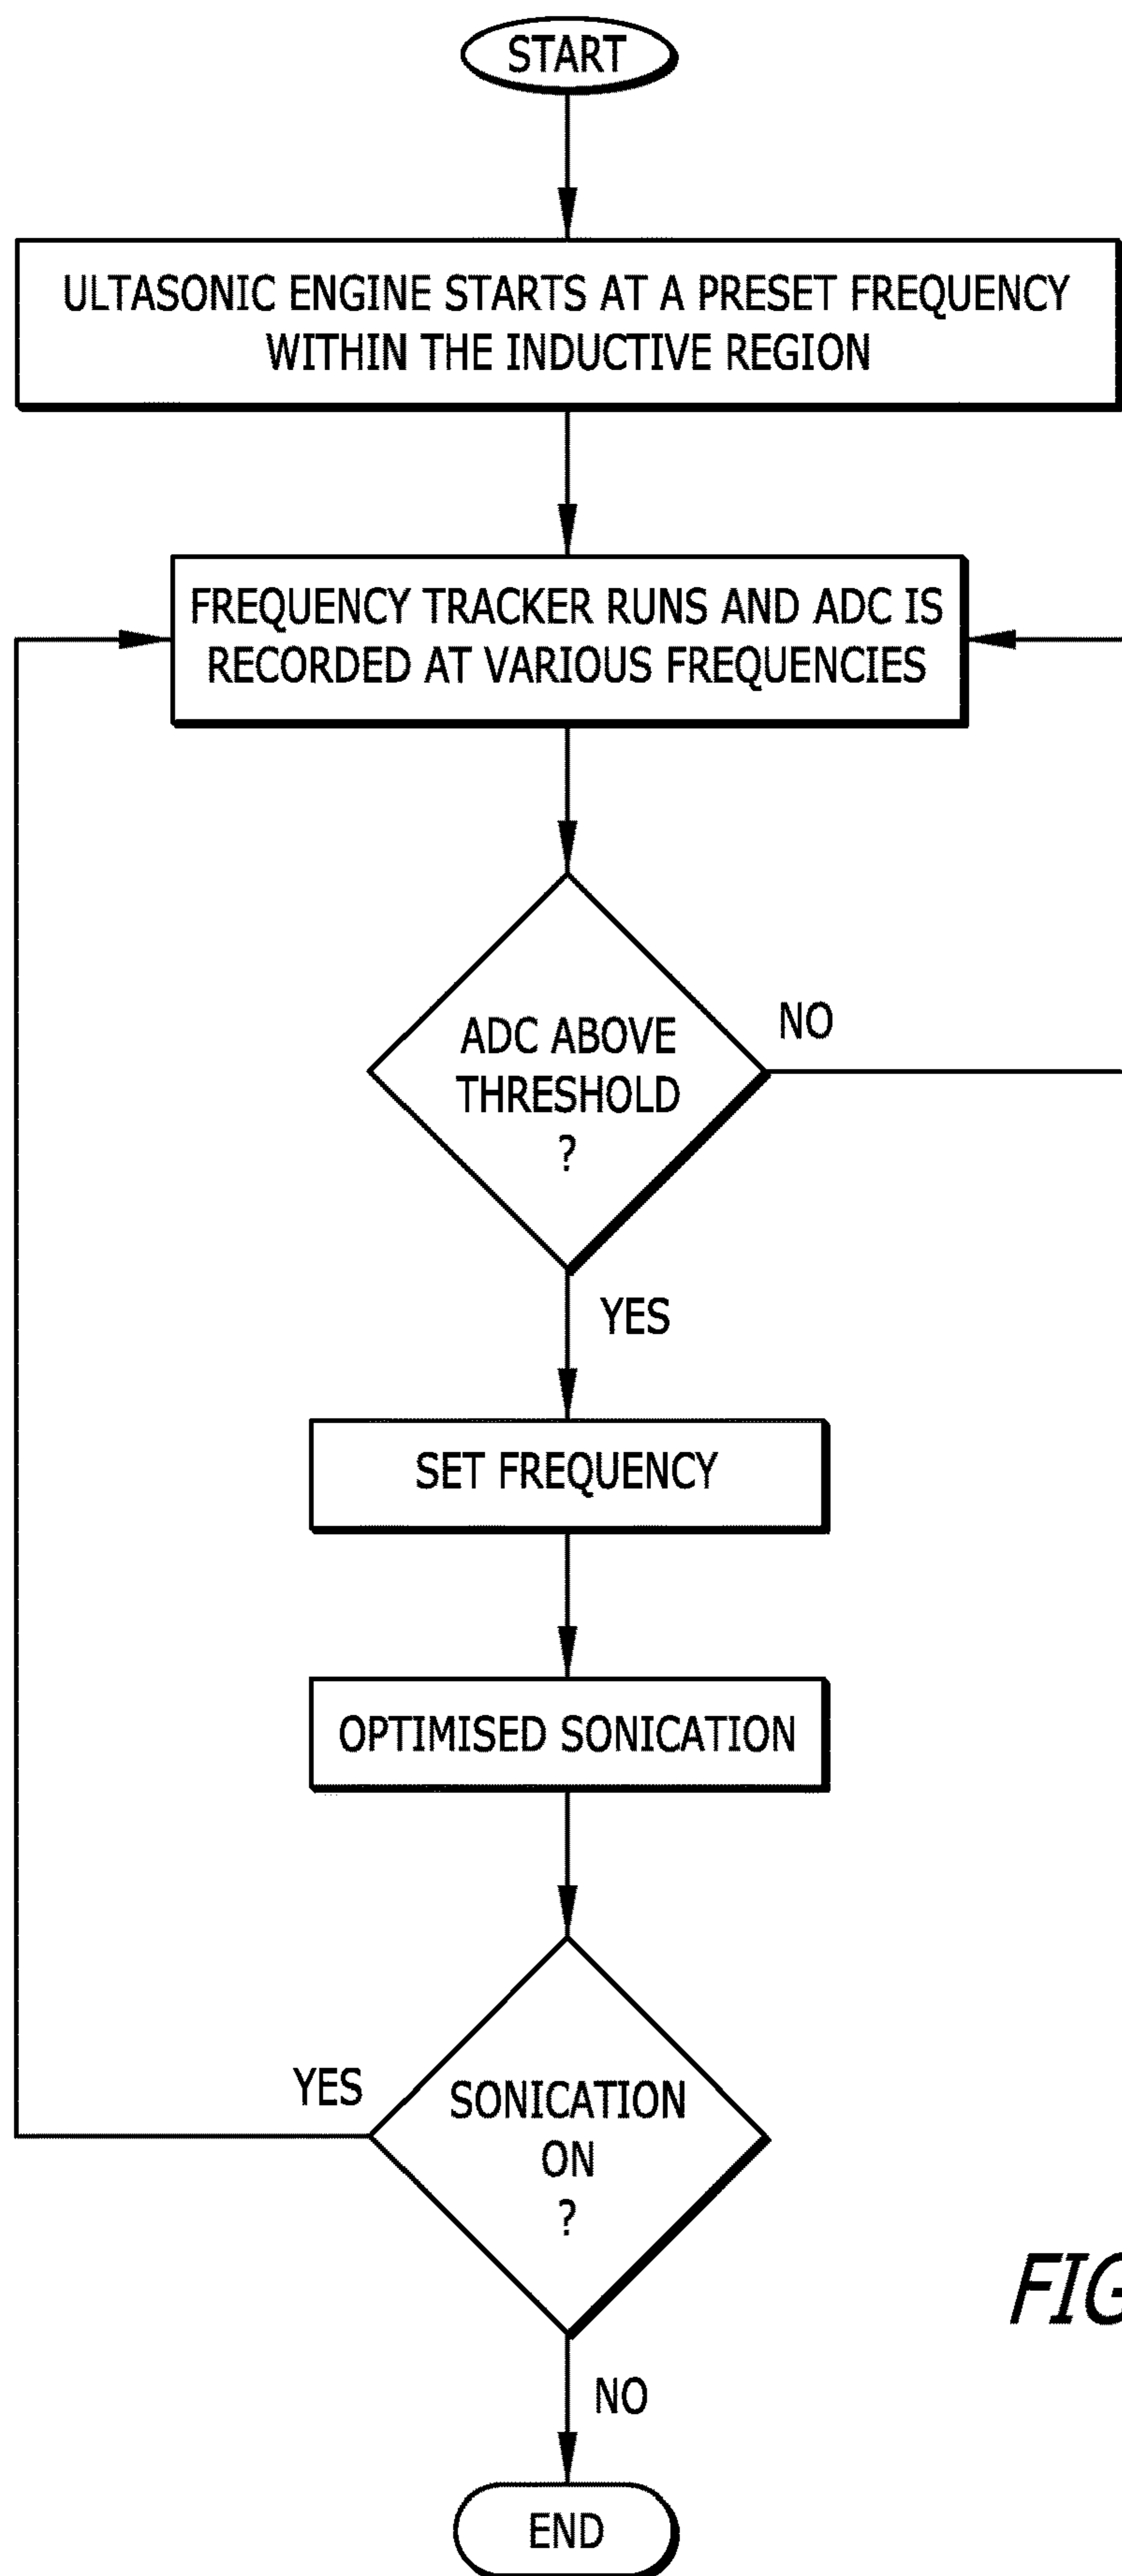 START
ULTASONIC ENGINE STARTS AT A PRESET FREQUENCY
WITHIN THE INDUCTIVE REGION
FREQUENCY TRACKER RUNS AND ADC IS
RECORDED AT VARIOUS FREQUENCIES
ADC ABOVE
THRESHOLD
?
NO
YES
SET FREQUENCY
OPTIMISED SONICATION
YES
SONICATION
ON
?
FIG
NO
END